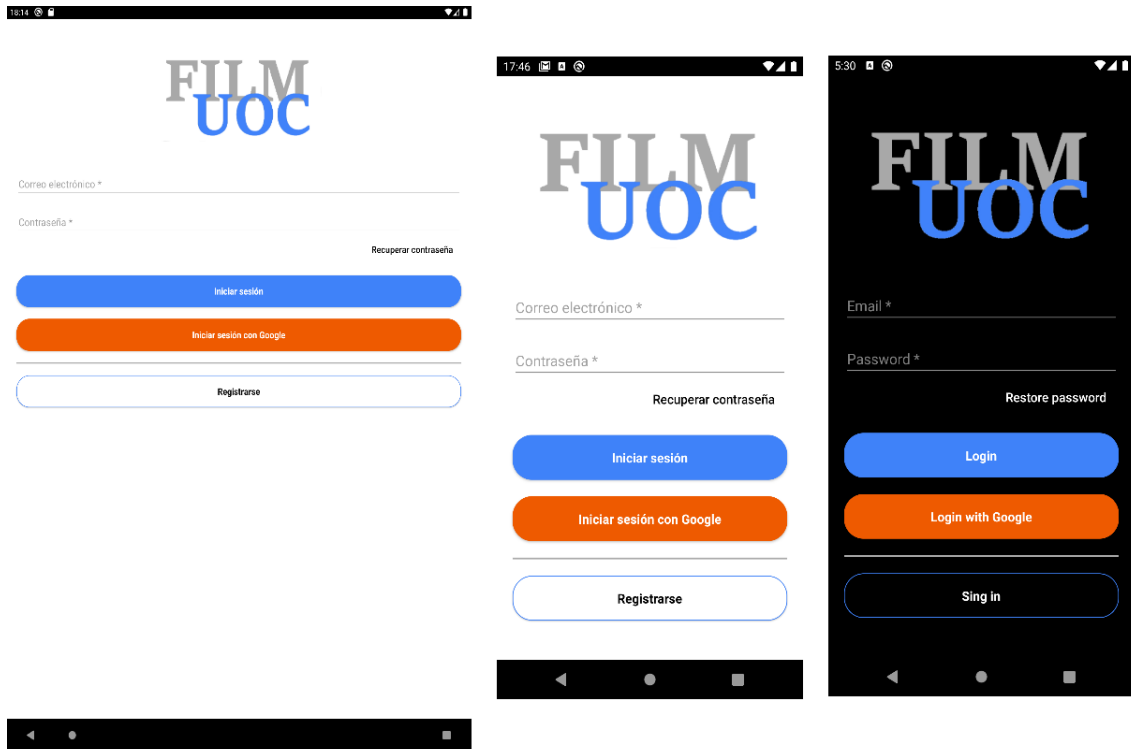 18:14
FILM
UOC
Correo electrónico *
Contraseña *
Recuperar contraseña
Iniciar sesión
Iniciar sesión con Google
Registrarse
17:46
FILM
UOC
Correo electrónico *
Contraseña *
Recuperar contraseña
Iniciar sesión
Iniciar sesión con Google
Registrarse
5:30
FILM
UOC
Email *
Password *
Restore password
Login
Login with Google
Sing in